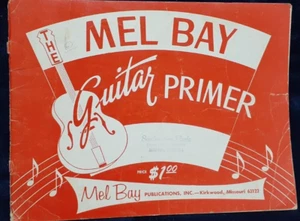 THE
MEL BAY
Guitar PRIMER
PRICE $1.00
Mel Bay PUBLICATIONS, INC.—Kirkwood, Missouri 63122